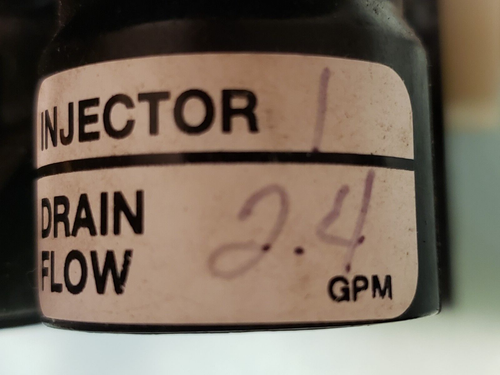 INJECTOR 1
DRAIN
FLOW 2.4
GPM